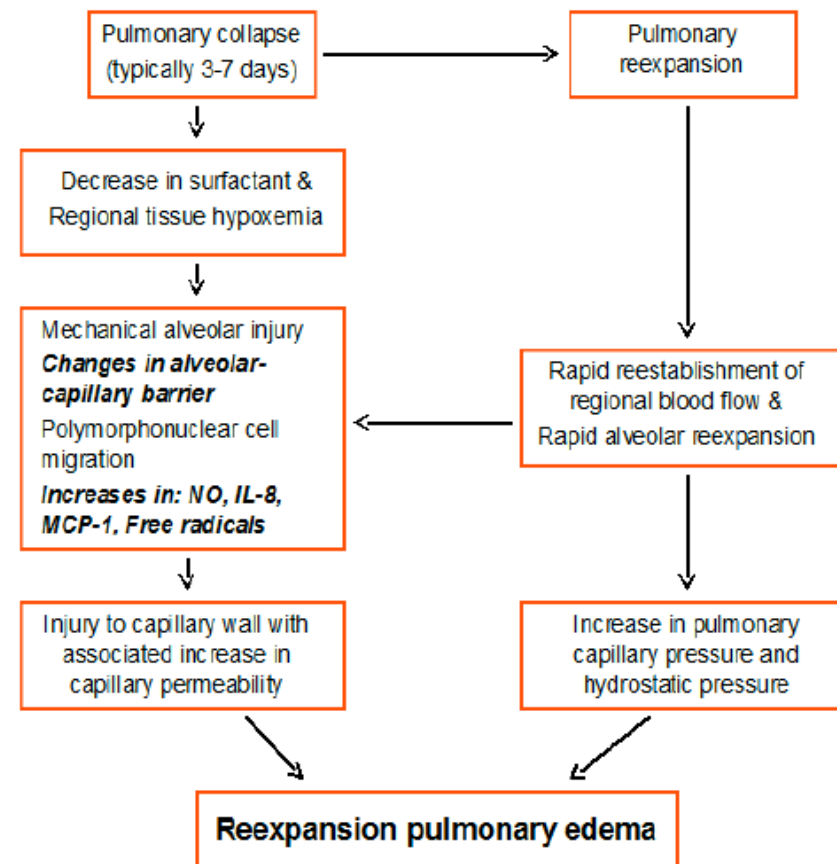 Pulmonary collapse
(typically 3-7 days)
Pulmonary
reexpansion
Decrease in surfactant &
Regional tissue hypoxemia
Mechanical alveolar injury
Changes in alveolar-
capillary barrier
Polymorphonuclear cell
migration
Increases in: NO, IL-8,
MCP-1, Free radicals
Rapid reestablishment of
regional blood flow &
Rapid alveolar reexpansion
Injury to capillary wall with
associated increase in
capillary permeability
Increase in pulmonary
capillary pressure and
hydrostatic pressure
Reexpansion pulmonary edema